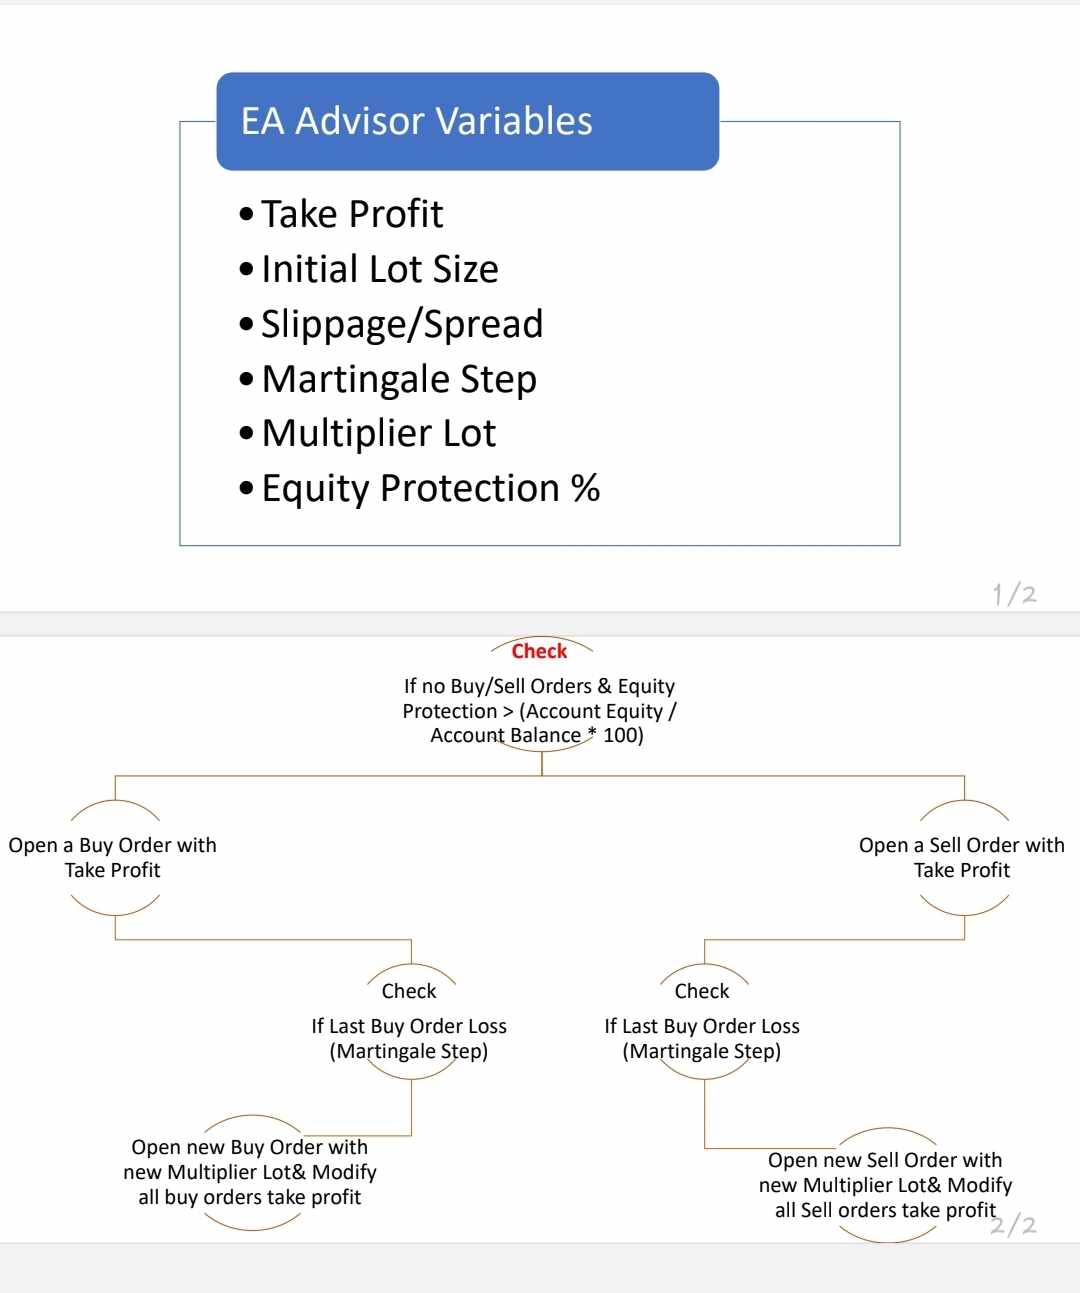 EA Advisor Variables
•Take Profit
•Initial Lot Size
•Slippage/Spread
•Martingale Step
•Multiplier Lot
•Equity Protection %
1/2
Check
If no Buy/Sell Orders & Equity
Protection > (Account Equity /
Account Balance * 100)
Open a Buy Order with
Take Profit
Open a Sell Order with
Take Profit
Check
If Last Buy Order Loss
(Martingale Step)
Check
If Last Buy Order Loss
(Martingale Step)
Open new Buy Order with
new Multiplier Lot& Modify
all buy orders take profit
Open new Sell Order with
new Multiplier Lot& Modify
all Sell orders take profit
2/2